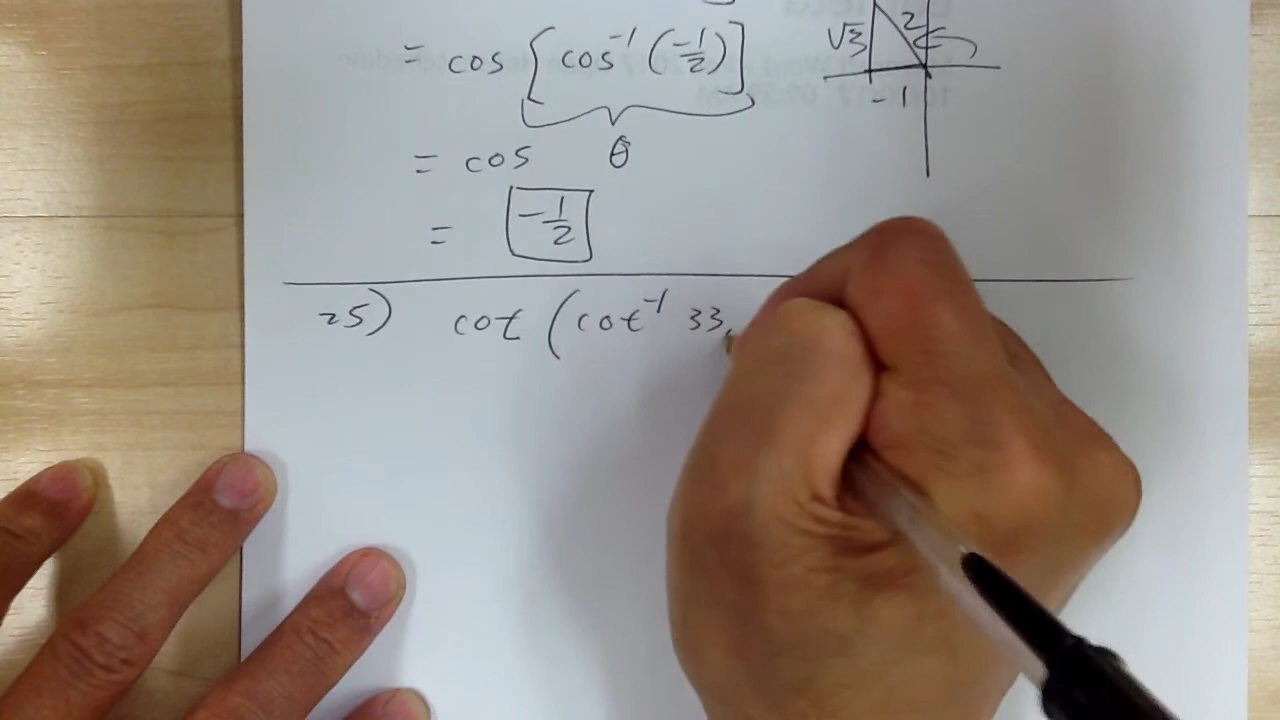 = cos [cos⁻¹ (-1/2)]
√3 2
-1
= cos θ
= -1/2
25) cot (cot⁻¹ 33.